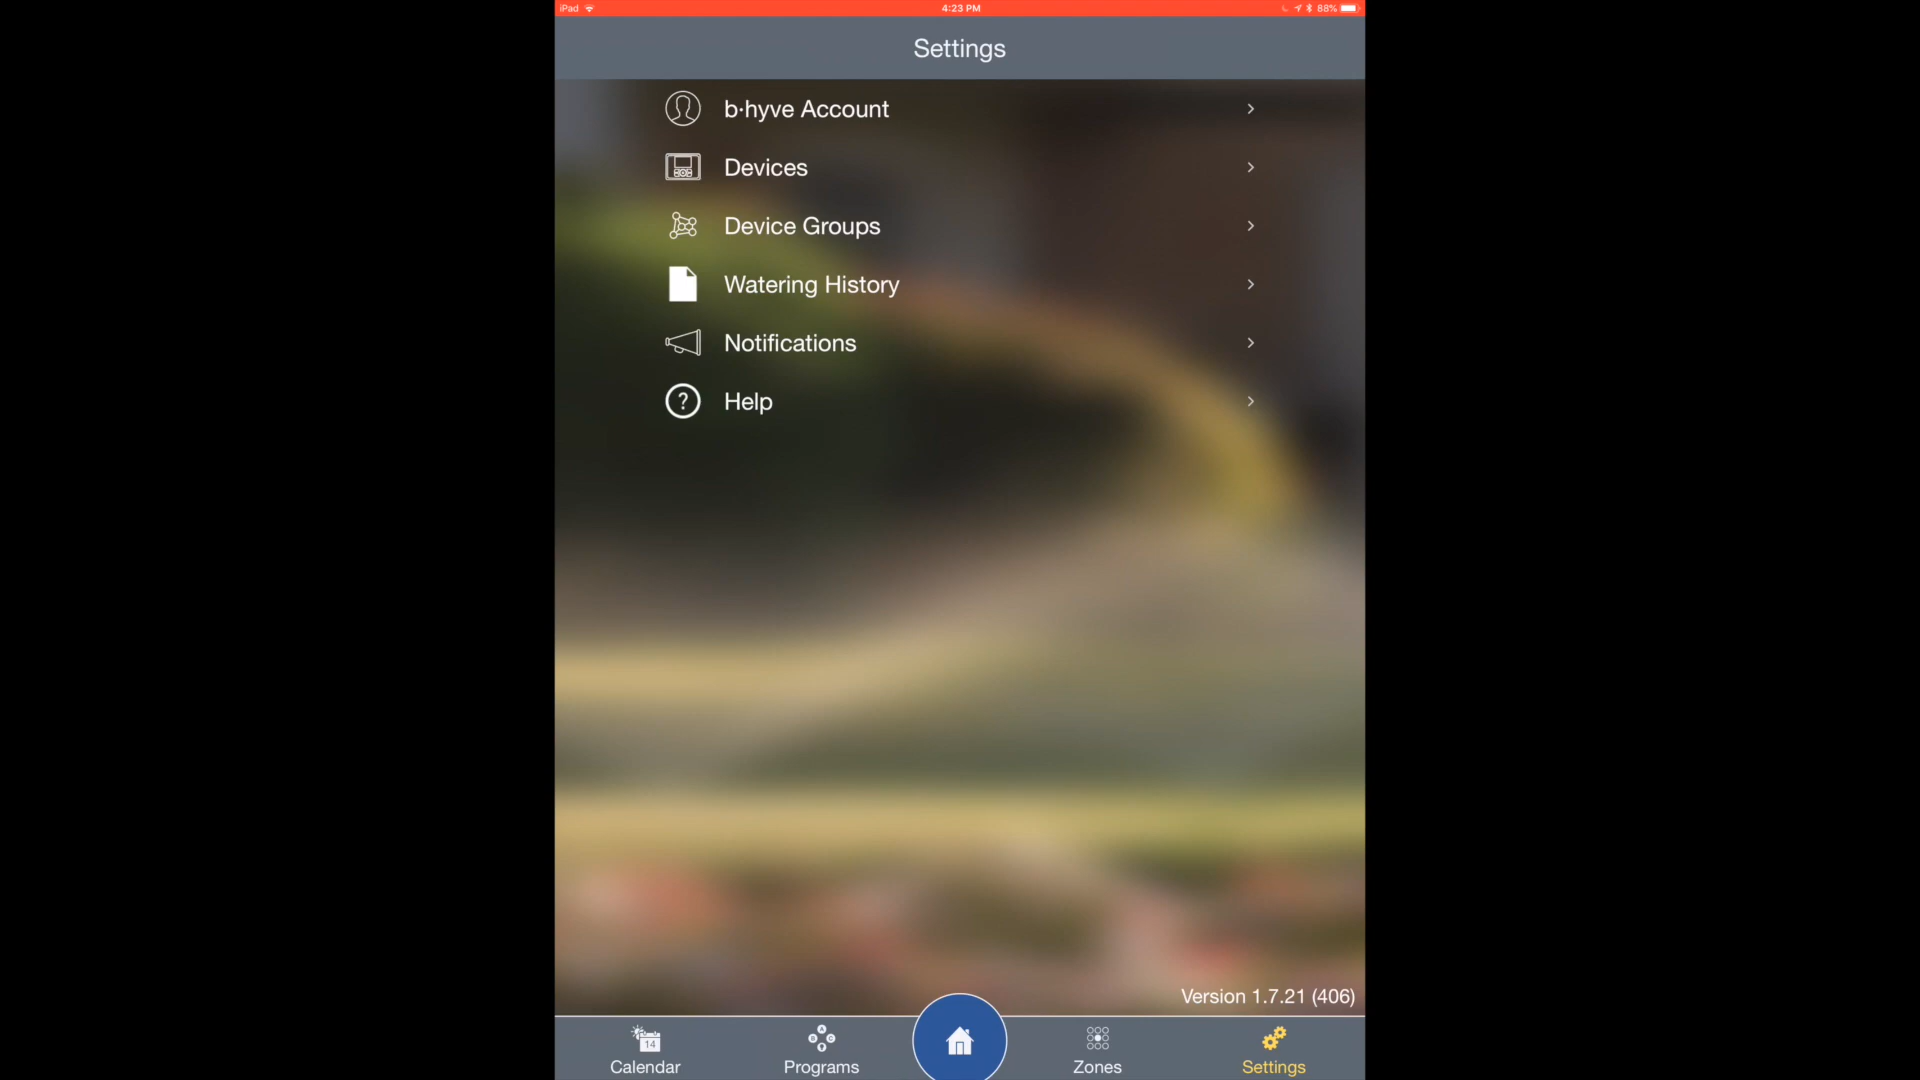 iPad 4:23 PM 88%
Settings
b·hyve Account
Devices
Device Groups
Watering History
Notifications
? Help
Version 1.7.21 (406)
14 A B C
Calendar Programs Zones Settings